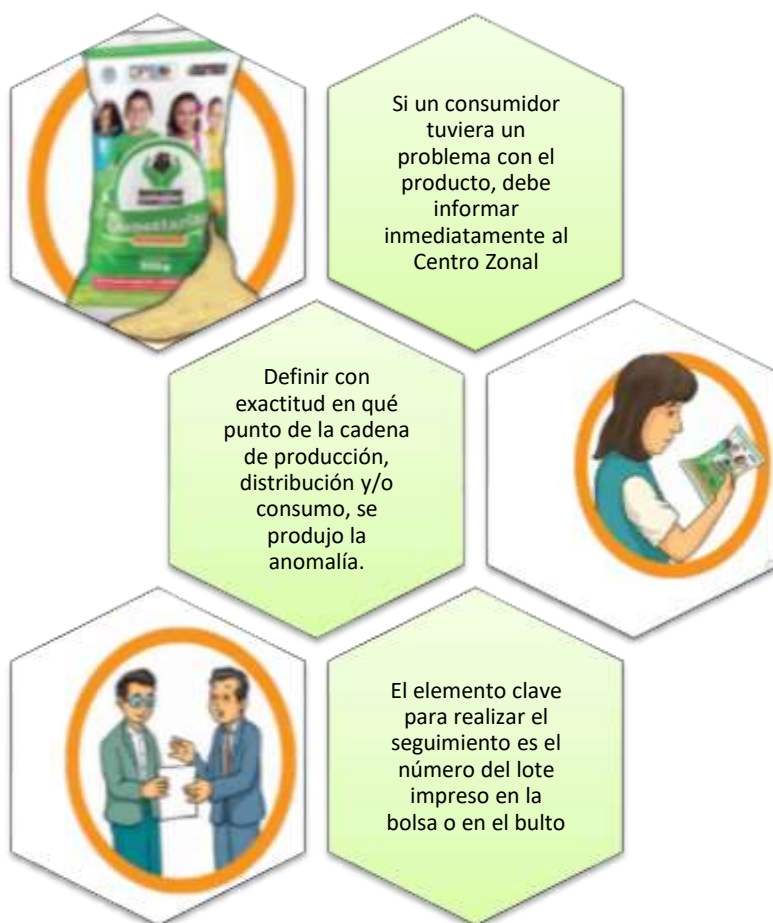 Si un consumidor
tuviera un
problema con el
producto, debe
informar
inmediatamente al
Centro Zonal
Definir con
exactitud en qué
punto de la cadena
de producción,
distribución y/o
consumo, se
produjo la
anomalía.
El elemento clave
para realizar el
seguimiento es el
número del lote
impreso en la
bolsa o en el bulto